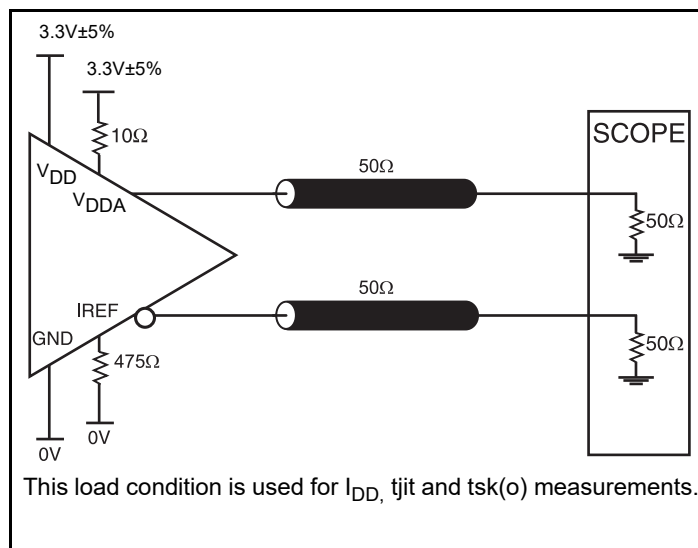 3.3V±5%
3.3V±5%
10Ω
SCOPE
50Ω
VDD
VDDA
50Ω
50Ω
IREF
GND
475Ω
50Ω
0V
0V
This load condition is used for IDD, tjit and tsk(o) measurements.